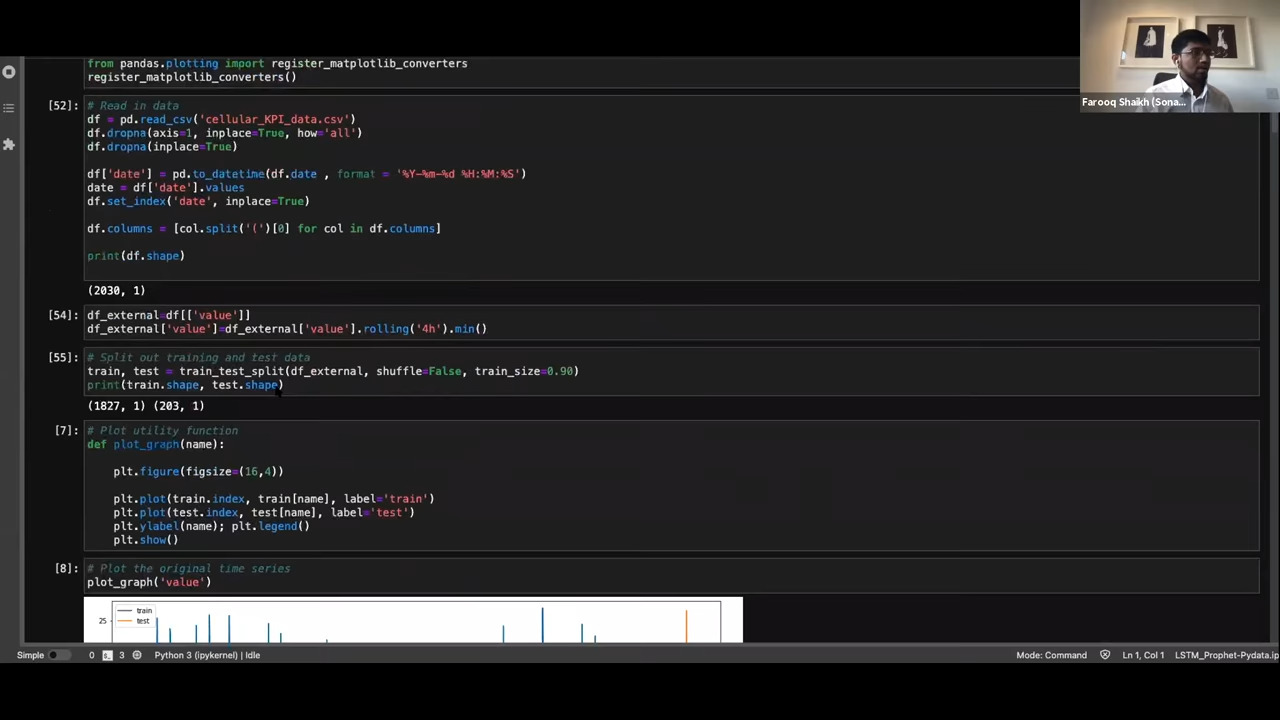 from pandas.plotting import register_matplotlib_converters
register_matplotlib_converters()
Farooq Shaikh (Sona...
[52]:
# Read in data
df = pd.read_csv('cellular_KPI_data.csv')
df.dropna(axis=1, inplace=True, how='all')
df.dropna(inplace=True)
df['date'] = pd.to_datetime(df.date , format = '%Y-%m-%d %H:%M:%S')
date = df['date'].values
df.set_index('date', inplace=True)
df.columns = [col.split('(')[0] for col in df.columns]
print(df.shape)
(2030, 1)
[54]:
df_external=df[['value']]
df_external['value']=df_external['value'].rolling('4h').min()
[55]:
# Split out training and test data
train, test = train_test_split(df_external, shuffle=False, train_size=0.90)
print(train.shape, test.shape)
(1827, 1) (203, 1)
[7]:
# Plot utility function
def plot_graph(name):
plt.figure(figsize=(16,4))
plt.plot(train.index, train[name], label='train')
plt.plot(test.index, test[name], label='test')
plt.ylabel(name); plt.legend()
plt.show()
[8]:
# Plot the original time series
plot_graph('value')
train
test
25
Simple 0 3 Python 3 (ipykernel) | Idle Mode: Command Ln 1, Col 1 LSTM_Prophet-Pydata.ip